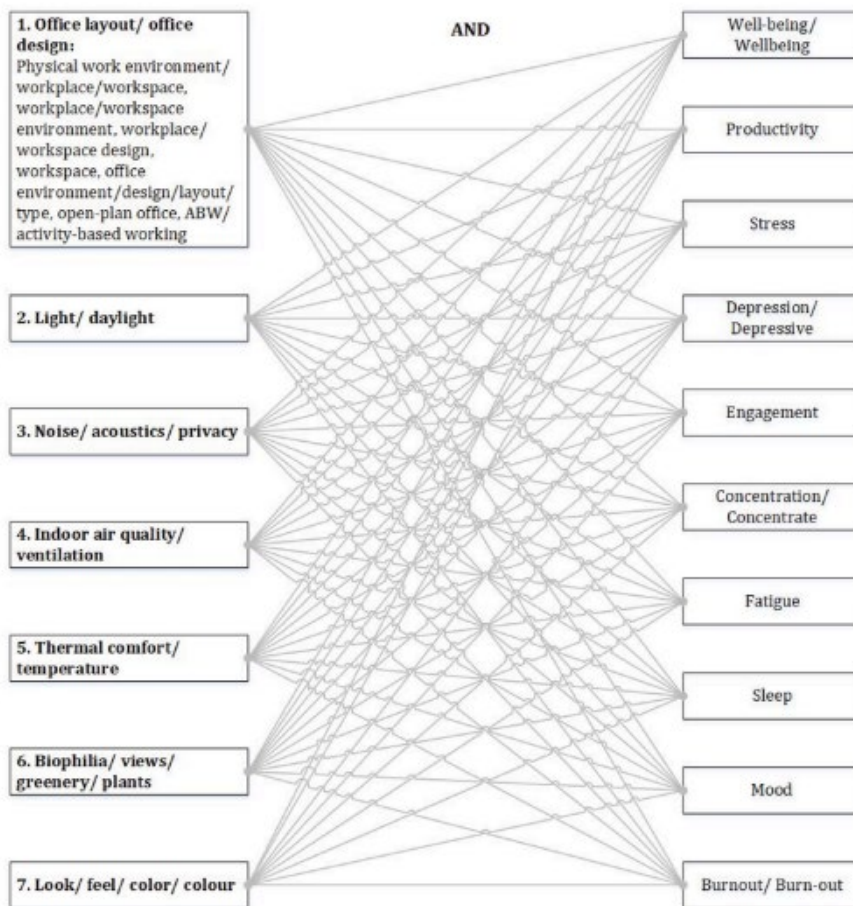 1. Office layout/ office
design:
Physical work environment/
workplace/workspace,
workplace/workspace
environment, workplace/
workspace design,
workspace, office
environment/design/layout/
type, open-plan office, ABW/
activity-based working
2. Light/ daylight
3. Noise/ acoustics/ privacy
4. Indoor air quality/
ventilation
5. Thermal comfort/
temperature
6. Biophilia/ views/
greenery/ plants
7. Look/ feel/ color/ colour
AND
Well-being/
Wellbeing
Productivity
Stress
Depression/
Depressive
Engagement
Concentration/
Concentrate
Fatigue
Sleep
Mood
Burnout/ Burn-out